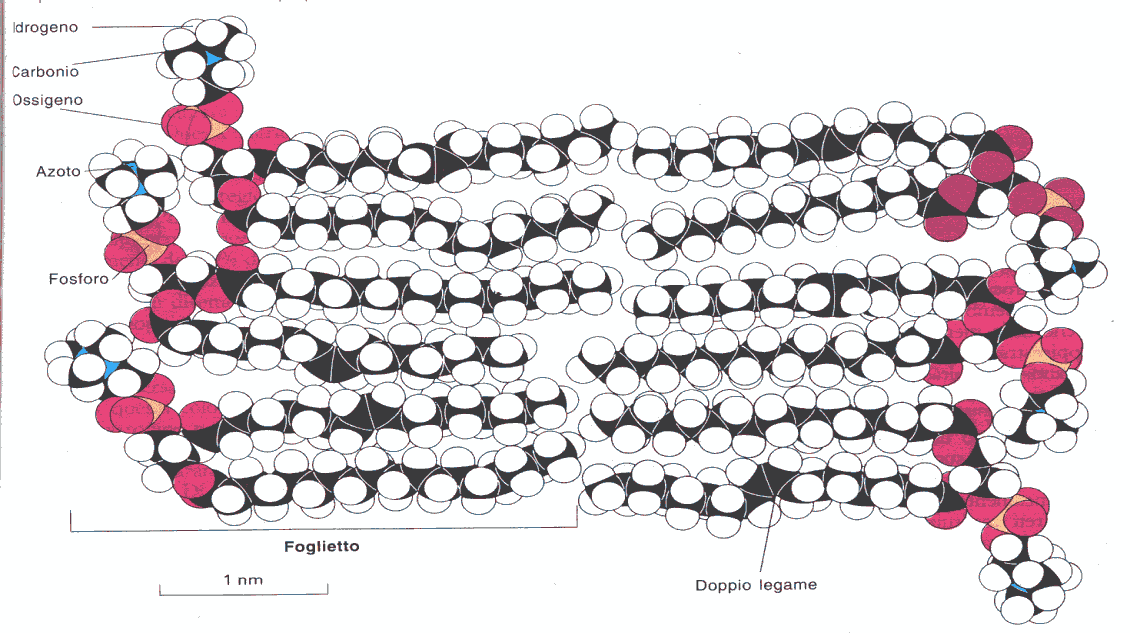 Idrogeno
Carbonio
Ossigeno
Azoto
Fosforo
Foglietto
1 nm
Doppio legame